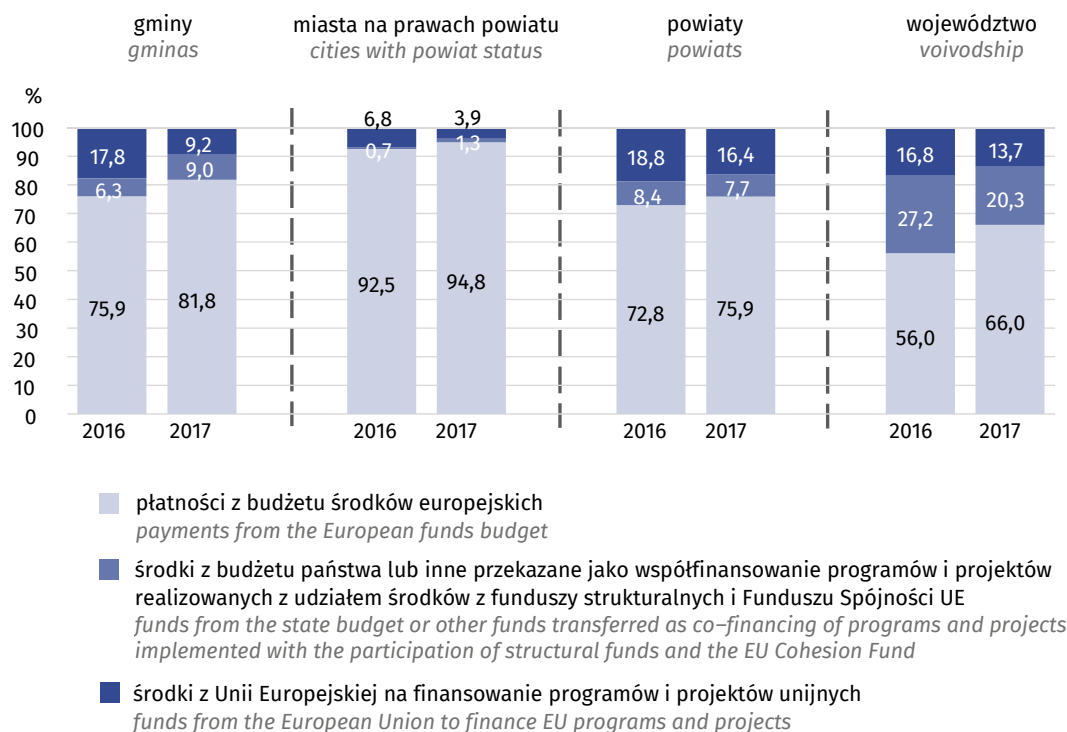 gminy
gminas
miasta na prawach powiatu
cities with powiat status
powiaty
powiats
województwo
voivodship
%
100
90
80
70
60
50
40
30
20
10
0
17,8
6,3
75,9
9,2
9,0
81,8
6,8
0,7
92,5
3,9
1,3
94,8
18,8
8,4
72,8
16,4
7,7
75,9
16,8
27,2
56,0
13,7
20,3
66,0
2016 2017 2016 2017 2016 2017 2016 2017
płatności z budżetu środków europejskich
payments from the European funds budget
środki z budżetu państwa lub inne przekazane jako współfinansowanie programów i projektów
realizowanych z udziałem środków z funduszy strukturalnych i Funduszu Spójności UE
funds from the state budget or other funds transferred as co–financing of programs and projects
implemented with the participation of structural funds and the EU Cohesion Fund
środki z Unii Europejskiej na finansowanie programów i projektów unijnych
funds from the European Union to finance EU programs and projects